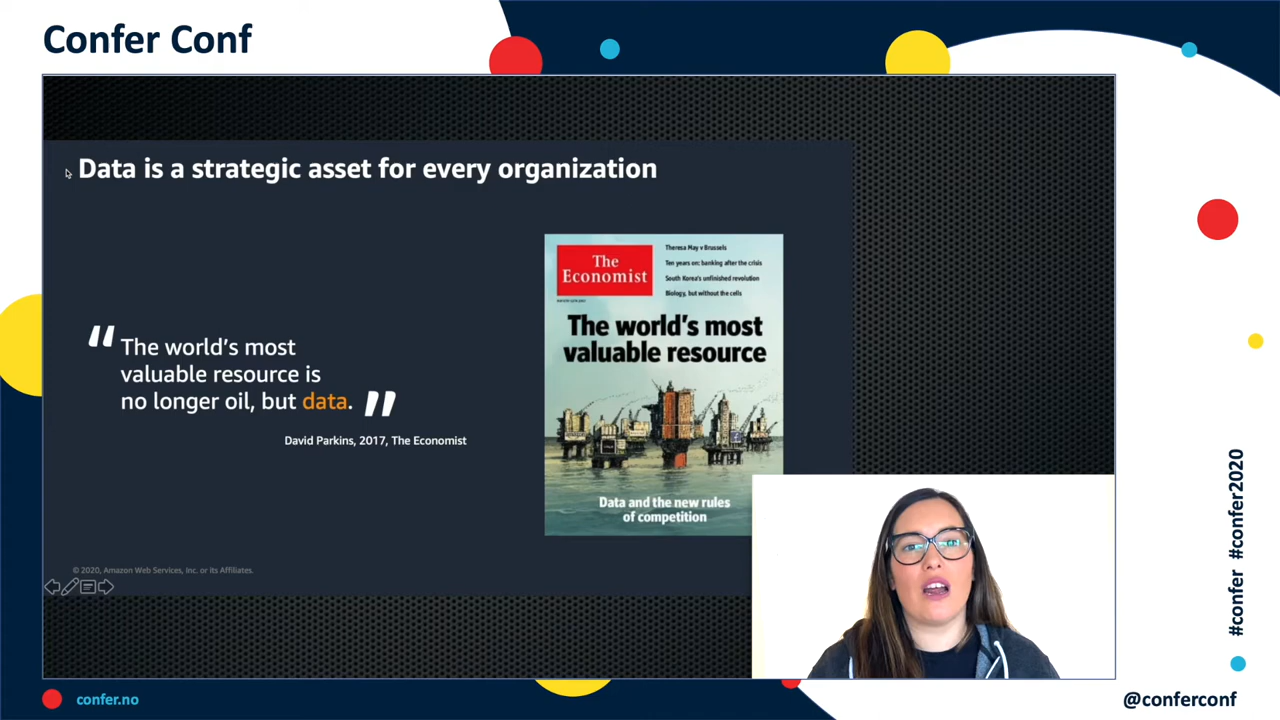 Confer Conf
Data is a strategic asset for every organization
“ The world’s most
valuable resource is
no longer oil, but data. ”
David Parkins, 2017, The Economist
The
Economist
Theresa May v Brussels
Ten years on: banking after the crisis
South Korea's unfinished revolution
Biology, but without the cells
The world’s most
valuable resource
Data and the new rules
of competition
© 2020, Amazon Web Services, Inc. or its Affiliates.
#confer #confer2020
confer.no
@conferconf